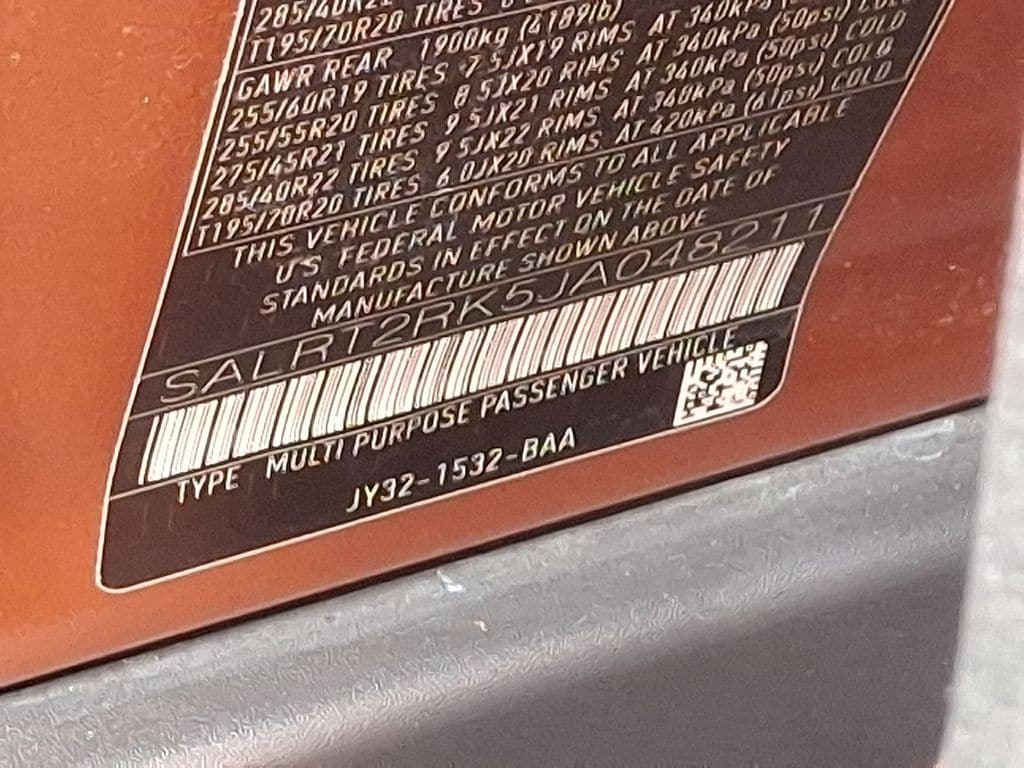 285/40R22
T195/70R20 TIRES
GAWR REAR 1900kg (4189lb)
255/60R19 TIRES 7.5JX19 RIMS AT 340kPa (50psi) COLD
255/55R20 TIRES 8.5JX20 RIMS AT 340kPa (50psi) COLD
275/45R21 TIRES 9.5JX21 RIMS AT 340kPa (50psi) COLD
285/40R22 TIRES 9.5JX22 RIMS AT 340kPa (50psi) COLD
T195/70R20 TIRES 6.0JX20 RIMS AT 420kPa (61psi) COLD
THIS VEHICLE CONFORMS TO ALL APPLICABLE
U.S. FEDERAL MOTOR VEHICLE SAFETY
STANDARDS IN EFFECT ON THE DATE OF
MANUFACTURE SHOWN ABOVE
SALRT2RK5JA048211
TYPE MULTI PURPOSE PASSENGER VEHICLE
JY32-1532-BAA